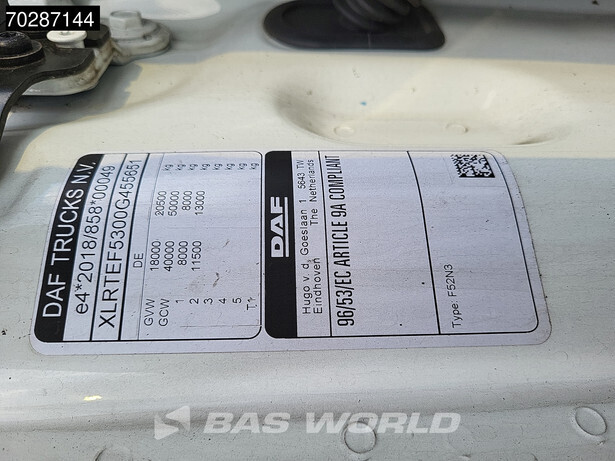 70287144
DAF TRUCKS N.V.
e4*2018/858*00049
XLRTEF5300G455651
DE
GVW 18000- 20500 kg
GCW 40000 50000 kg
1 8000 8000 kg
2 11500 13000 kg
3 kg
4 kg
5 kg
T.1
DAF
Hugo v. d. Goeslaan 1, 5643 TW
Eindhoven The Netherlands
96/53/EC ARTICLE 9A COMPLIANT
Type: F52N3
BAS WORLD